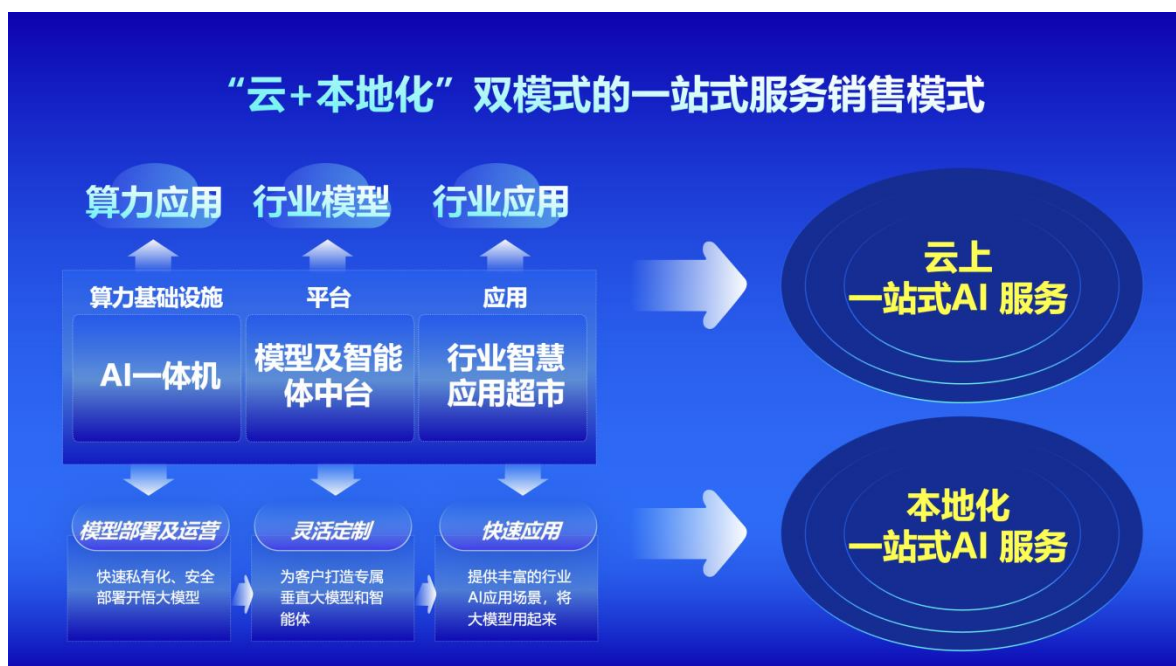 “云+本地化”双模式的一站式服务销售模式
算力应用
行业模型
行业应用
算力基础设施
平台
应用
AI一体机
模型及智能
体中台
行业智慧
应用超市
模型部署及运营
灵活定制
快速应用
快速私有化、安全
部署开悟大模型
为客户打造专属
垂直大模型和智
能体
提供丰富的行业
AI应用场景，将
大模型用起来
云上
一站式AI 服务
本地化
一站式AI 服务